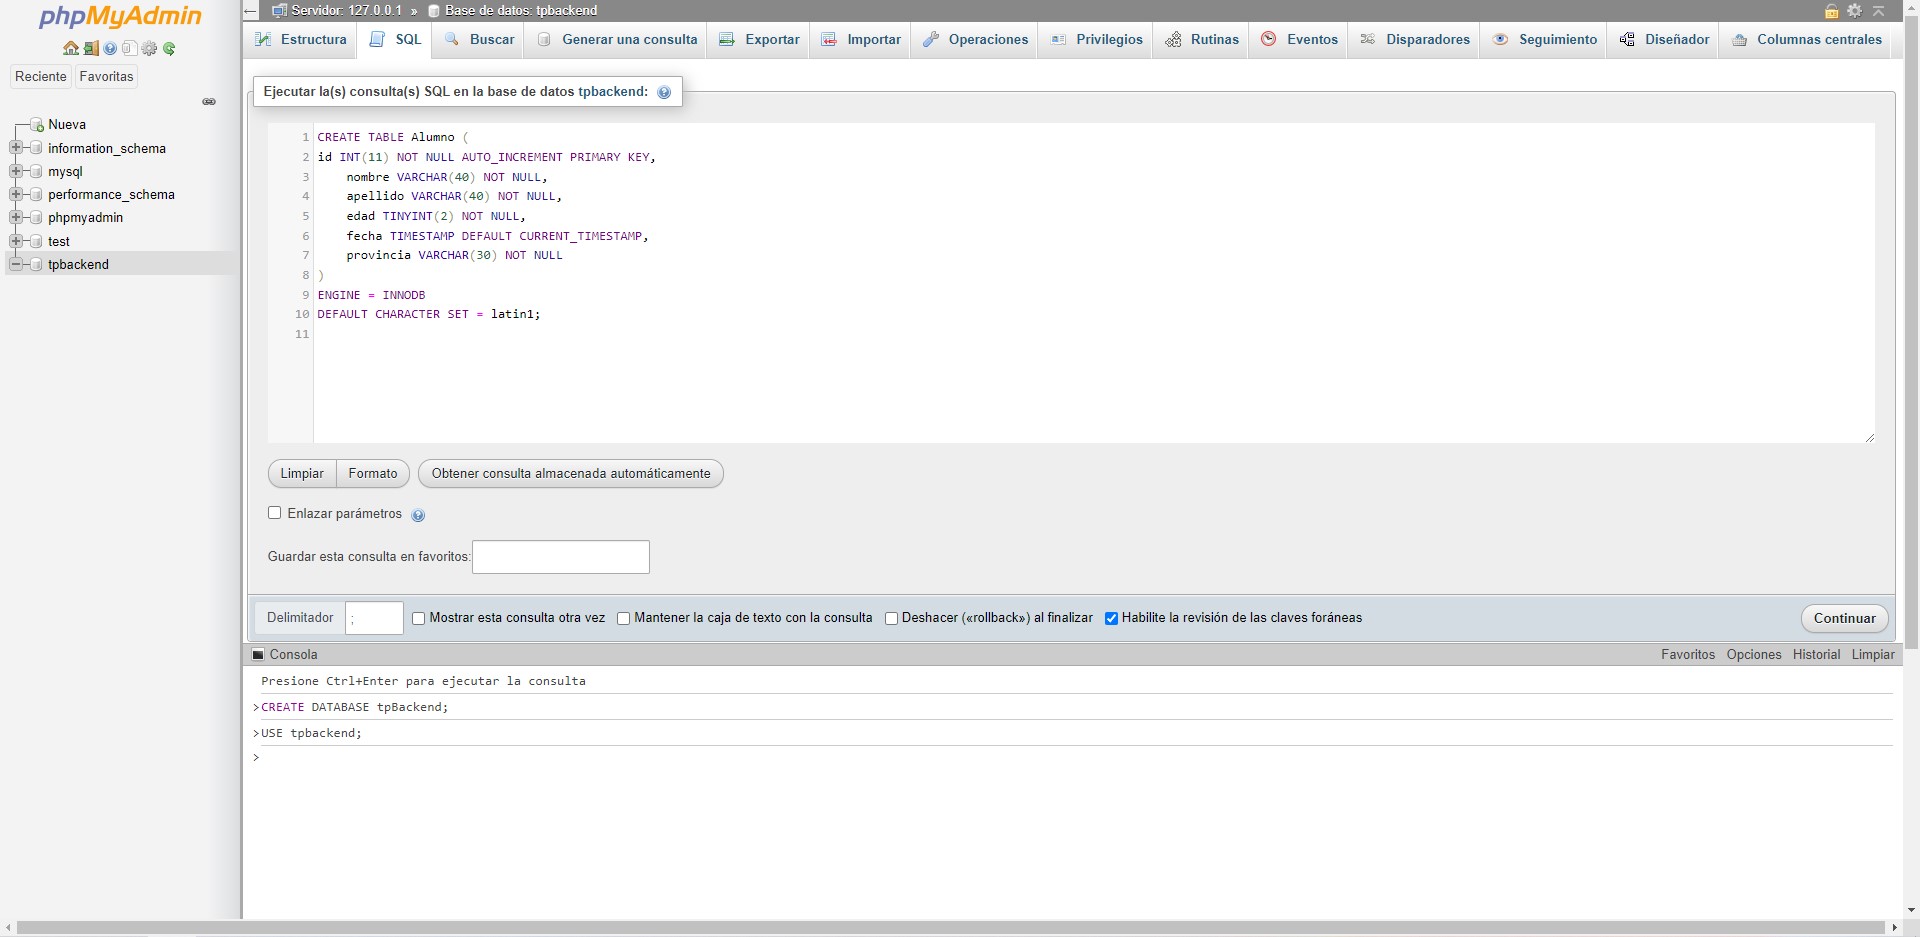 phpMyAdmin
Reciente Favoritas
Nueva
information_schema
mysql
performance_schema
phpmyadmin
test
tpbackend
Servidor: 127.0.0.1 » Base de datos: tpbackend
Estructura SQL Buscar Generar una consulta Exportar Importar Operaciones Privilegios Rutinas Eventos Disparadores Seguimiento Diseñador Columnas centrales
Ejecutar la(s) consulta(s) SQL en la base de datos tpbackend:
1 CREATE TABLE Alumno (
2 id INT(11) NOT NULL AUTO_INCREMENT PRIMARY KEY,
3 nombre VARCHAR(40) NOT NULL,
4 apellido VARCHAR(40) NOT NULL,
5 edad TINYINT(2) NOT NULL,
6 fecha TIMESTAMP DEFAULT CURRENT_TIMESTAMP,
7 provincia VARCHAR(30) NOT NULL
8 )
9 ENGINE = INNODB
10 DEFAULT CHARACTER SET = latin1;
11
Limpiar Formato Obtener consulta almacenada automáticamente
Enlazar parámetros
Guardar esta consulta en favoritos:
Delimitador ; Mostrar esta consulta otra vez Mantener la caja de texto con la consulta Deshacer («rollback») al finalizar Habilite la revisión de las claves foráneas Continuar
Consola Favoritos Opciones Historial Limpiar
Presione Ctrl+Enter para ejecutar la consulta
>CREATE DATABASE tpBackend;
>USE tpbackend;
>